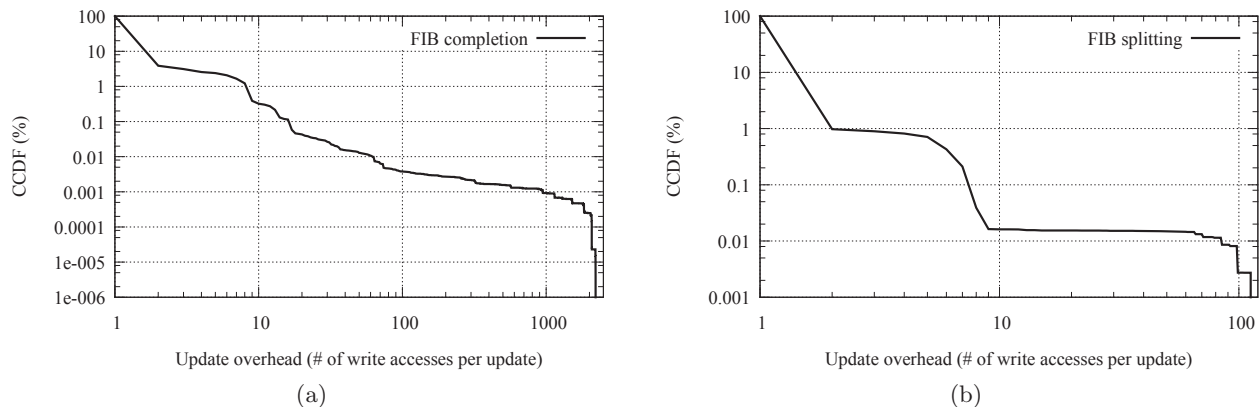 100
10
1
0.1
0.01
0.001
0.0001
1e-005
1e-006
CCDF (%)
FIB completion
1 10 100 1000
Update overhead (# of write accesses per update)
(a)
100
10
1
0.1
0.01
0.001
CCDF (%)
FIB splitting
1 10 100
Update overhead (# of write accesses per update)
(b)